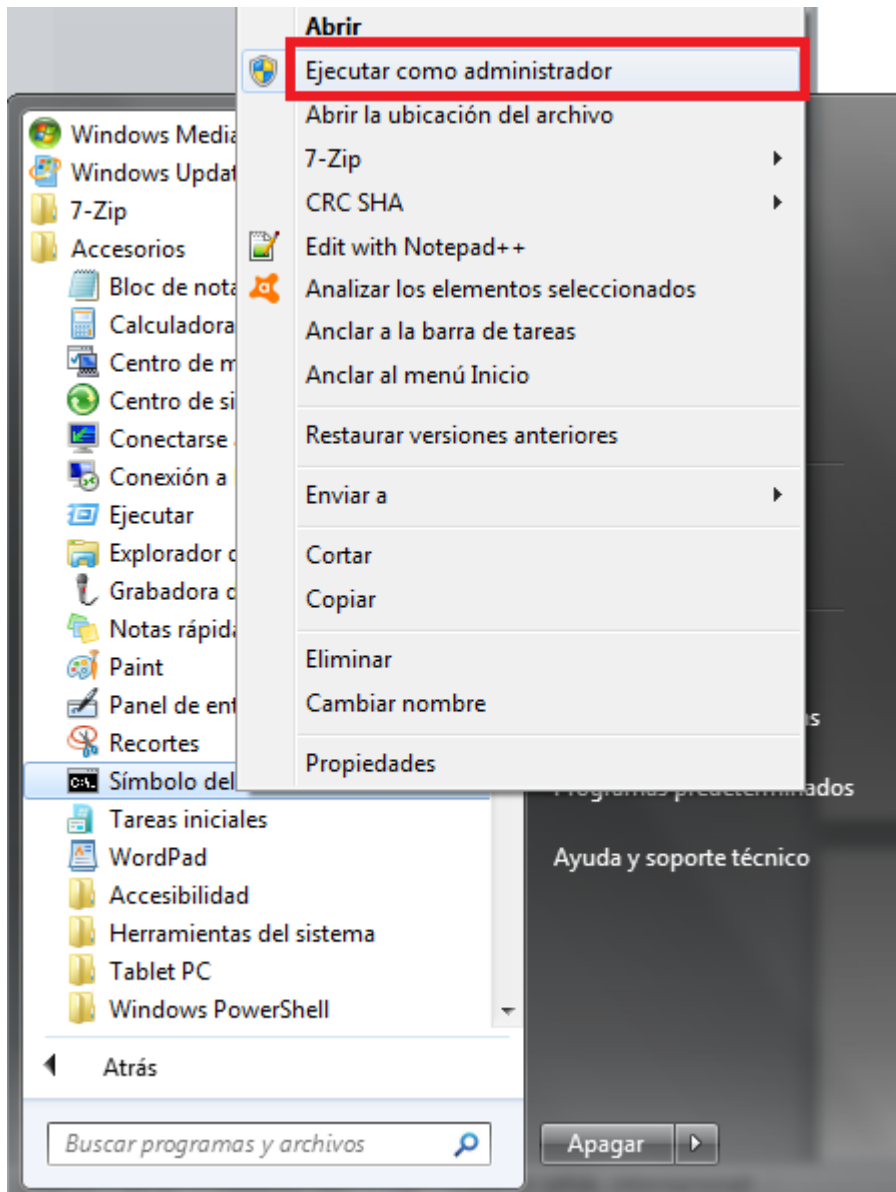 Abrir
Ejecutar como administrador
Abrir la ubicación del archivo
7-Zip
CRC SHA
Edit with Notepad++
Analizar los elementos seleccionados
Anclar a la barra de tareas
Anclar al menú Inicio
Restaurar versiones anteriores
Enviar a
Cortar
Copiar
Eliminar
Cambiar nombre
Propiedades
Windows Media
Windows Updat
7-Zip
Accesorios
Bloc de nota
Calculadora
Centro de m
Centro de si
Conectarse
Conexión a
Ejecutar
Explorador
Grabadora
Notas rápid
Paint
Panel de ent
Recortes
Símbolo del
Tareas iniciales
WordPad
Accesibilidad
Herramientas del sistema
Tablet PC
Windows PowerShell
Atrás
Buscar programas y archivos
s
Programas predeterminados
Ayuda y soporte técnico
Apagar